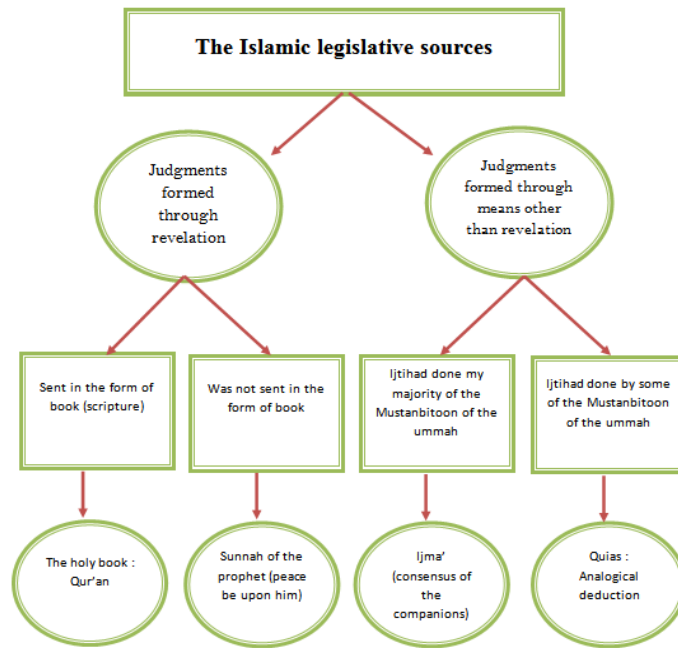 The Islamic legislative sources
Judgments
formed
through
revelation
Judgments
formed through
means other
than revelation
Sent in the form of
book (scripture)
Was not sent in the
form of book
Ijtihad done my
majority of the
Mustanbitoon of the
ummah
Ijtihad done by some
of the Mustanbitoon
of the ummah
The holy book :
Qur'an
Sunnah of the
prophet (peace
be upon him)
Ijma'
(consensus of
the
companions)
Quias :
Analogical
deduction